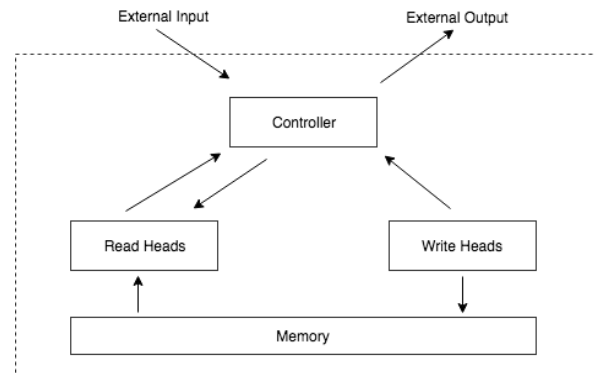 External Input
External Output
Controller
Read Heads
Write Heads
Memory